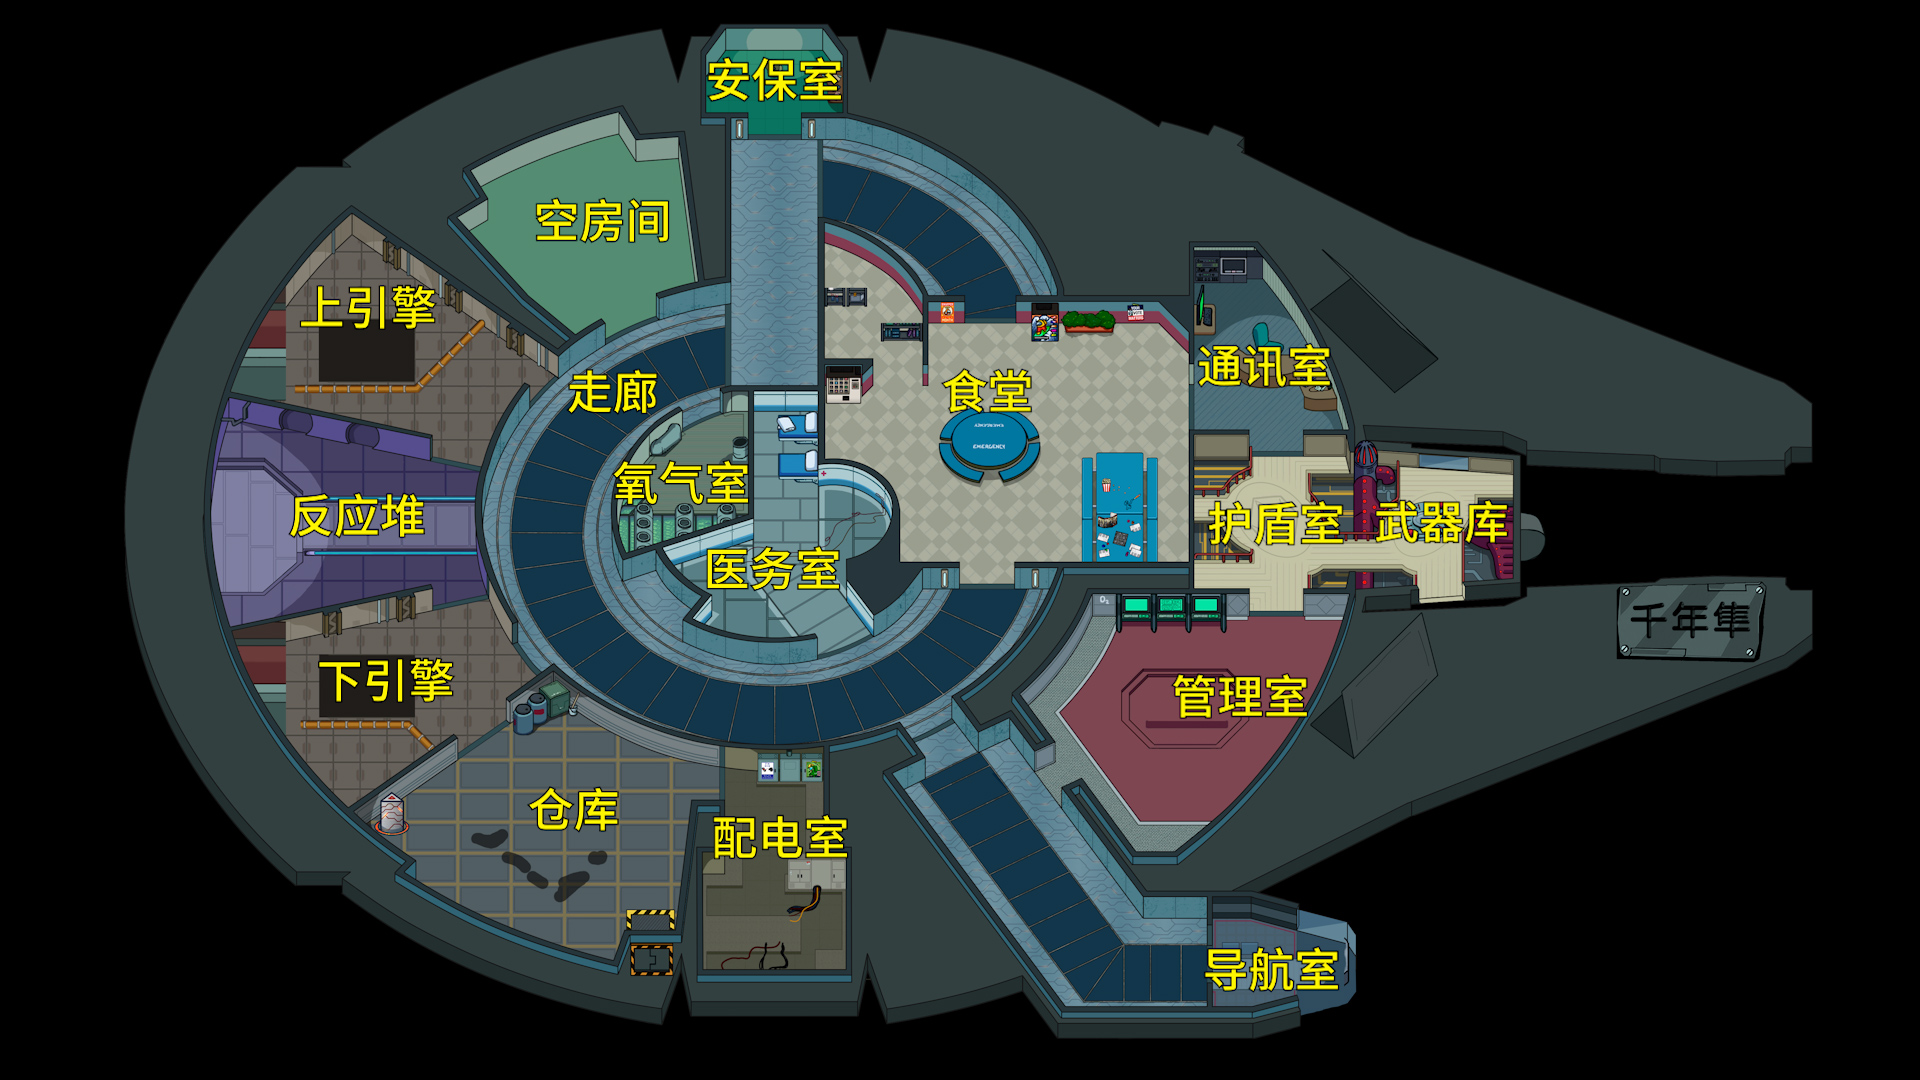 安保室
空房间
上引擎
走廊
食堂
通讯室
氧气室
反应堆
护盾室
武器库
医务室
EMERGENCY
D₂
千年隼
下引擎
管理室
仓库
配电室
导航室